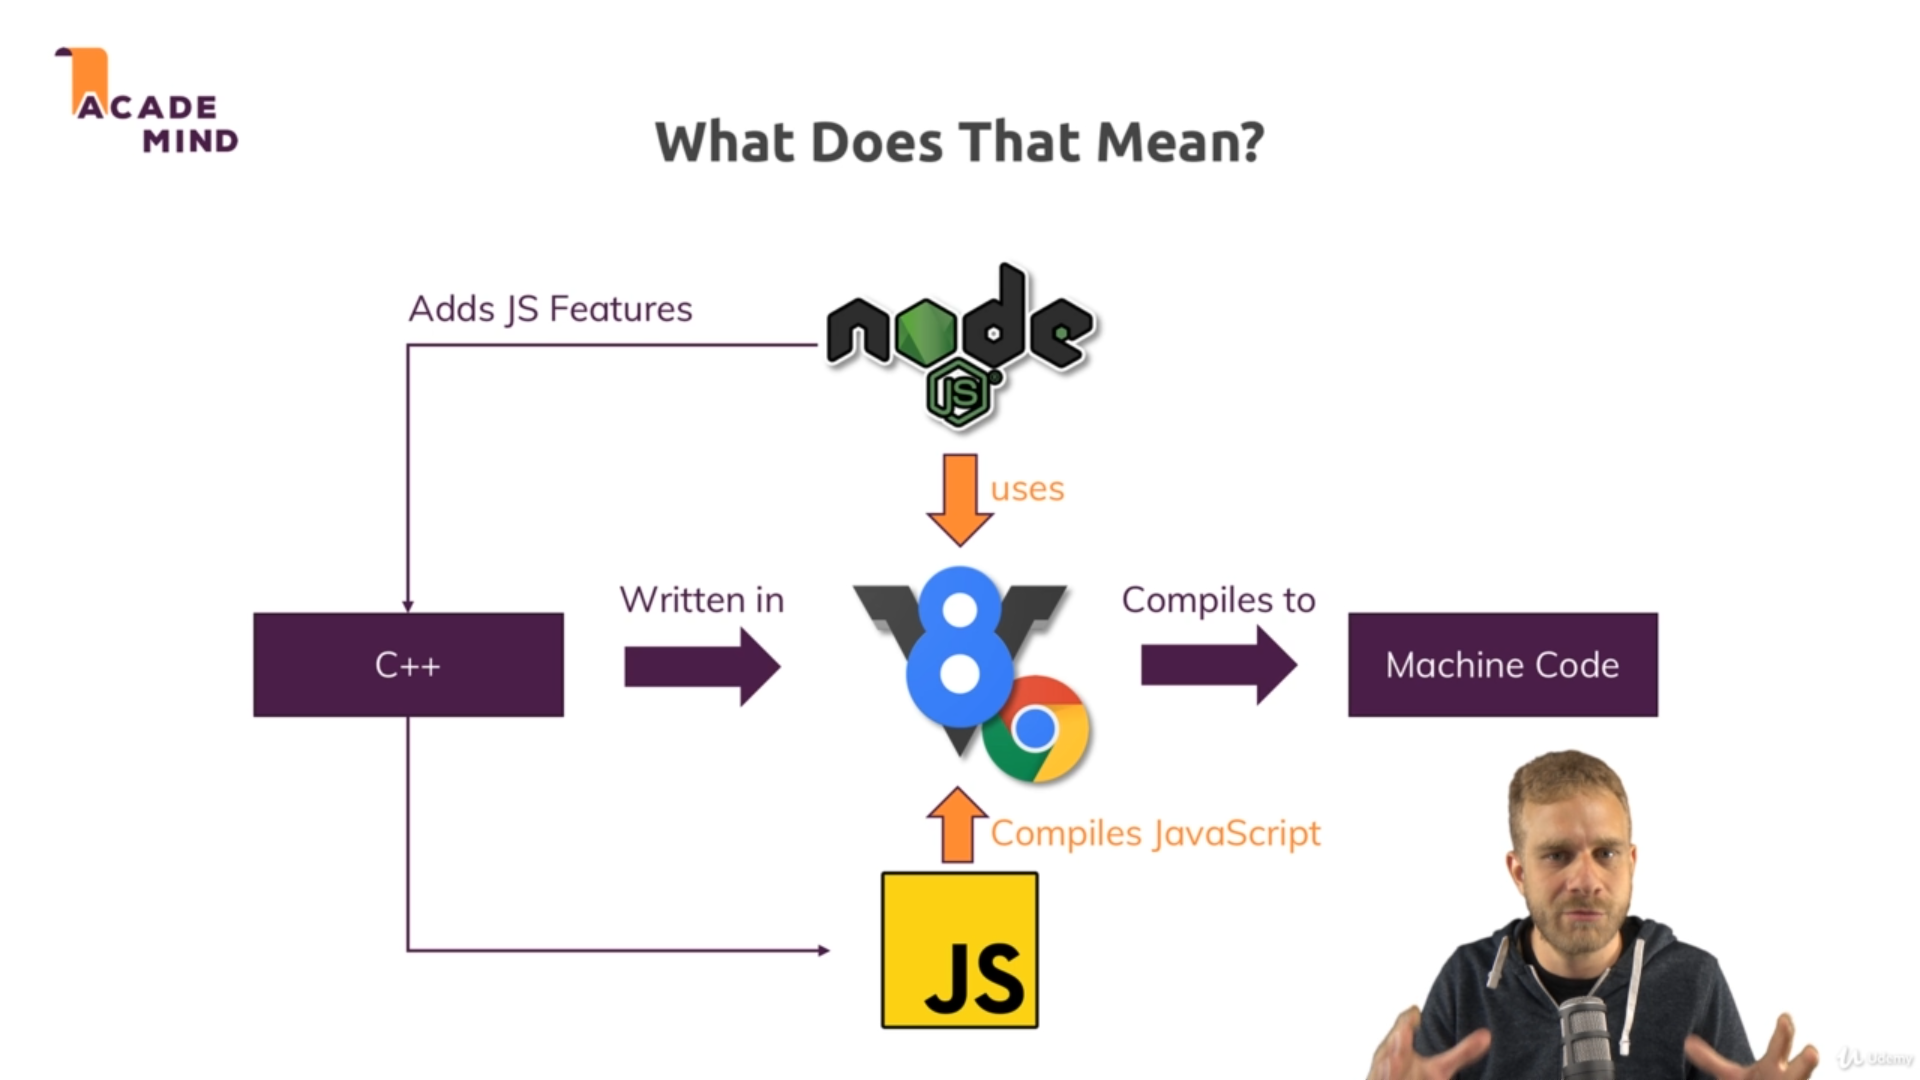 ACADE
MIND
What Does That Mean?
Adds JS Features
node
JS
uses
Written in
Compiles to
C++
8
Machine Code
Compiles JavaScript
JS
Udemy